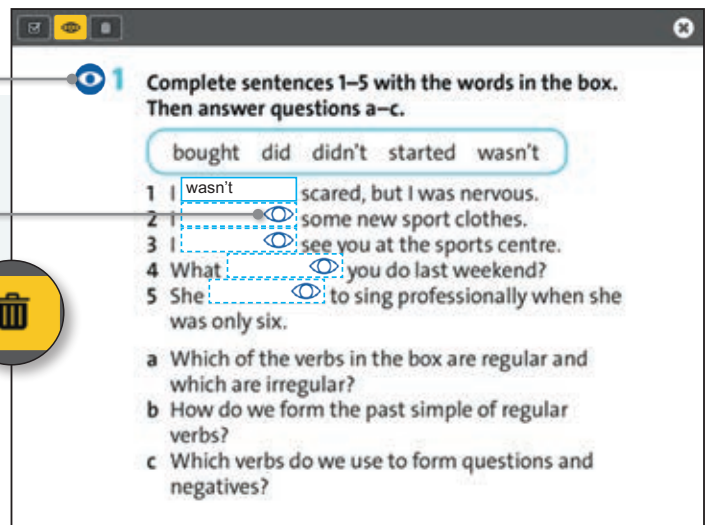 1 Complete sentences 1–5 with the words in the box.
Then answer questions a–c.
bought did didn't started wasn't
1 I wasn't scared, but I was nervous.
2 I some new sport clothes.
3 I see you at the sports centre.
4 What you do last weekend?
5 She to sing professionally when she
was only six.
a Which of the verbs in the box are regular and
which are irregular?
b How do we form the past simple of regular
verbs?
c Which verbs do we use to form questions and
negatives?